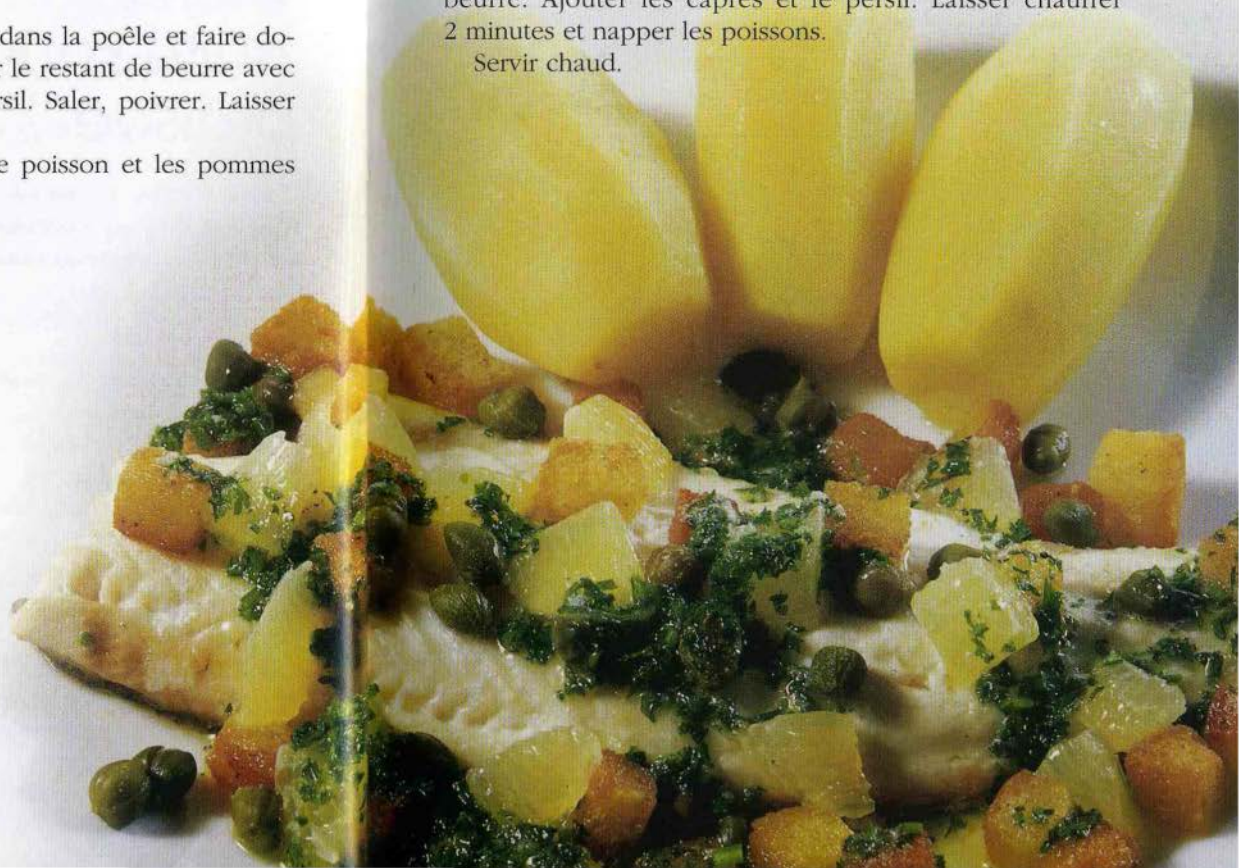 dans la poêle et faire do-
r le restant de beurre avec
rsil. Saler, poivrer. Laisser
e poisson et les pommes
beurre. Ajouter les câpres et le persil. Laisser chauffer
2 minutes et napper les poissons.
Servir chaud.